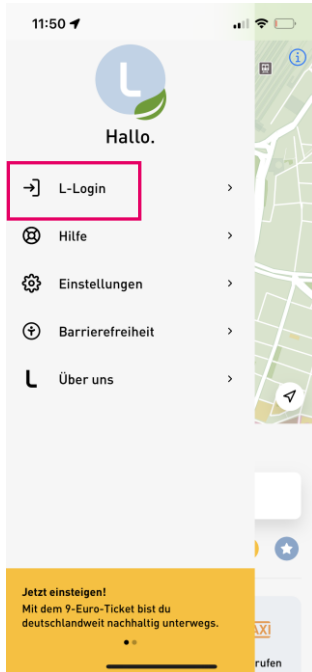 11:50
L
Hallo.
L-Login
Hilfe
Einstellungen
Barrierefreiheit
L Über uns
Jetzt einsteigen!
Mit dem 9-Euro-Ticket bist du
deutschlandweit nachhaltig unterwegs.
AXI
rufen